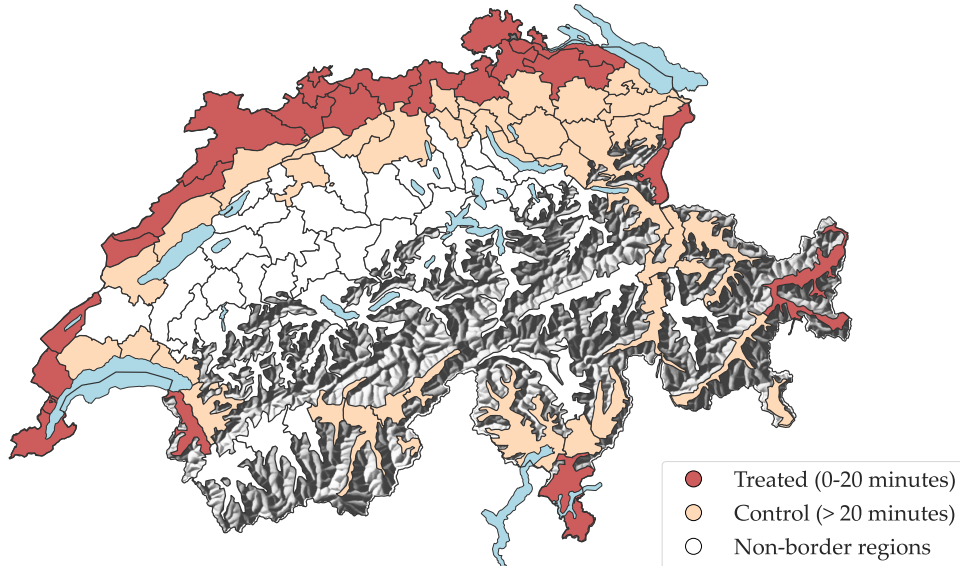 Treated (0-20 minutes)
Control (> 20 minutes)
Non-border regions